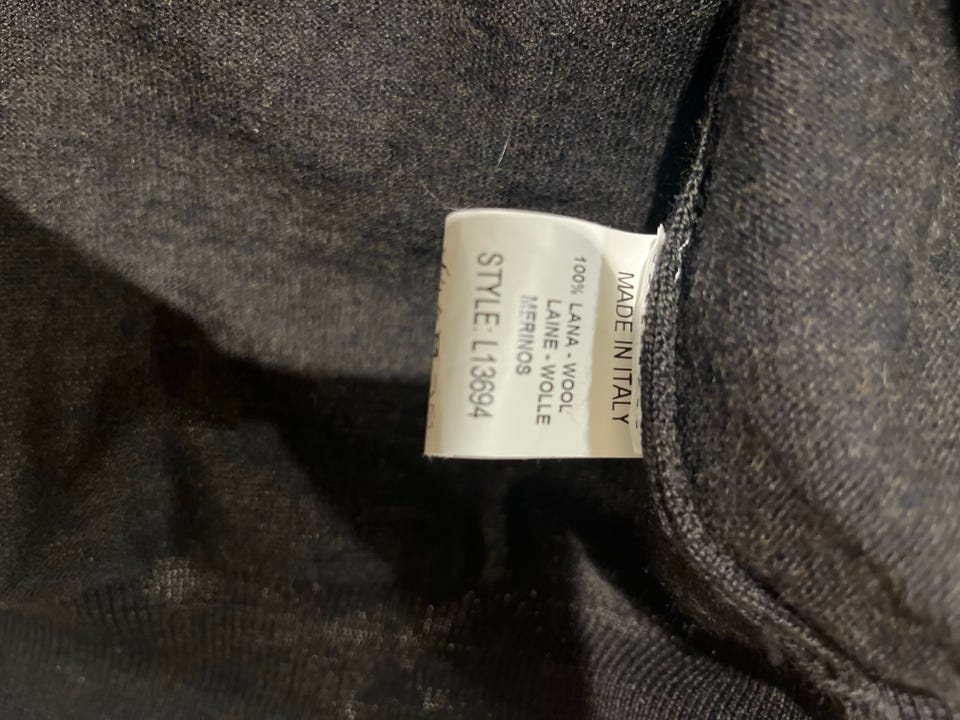 MADE IN ITALY
100% LANA - WOOL
LAINE - WOLLE
MERINOS
STYLE: L13694